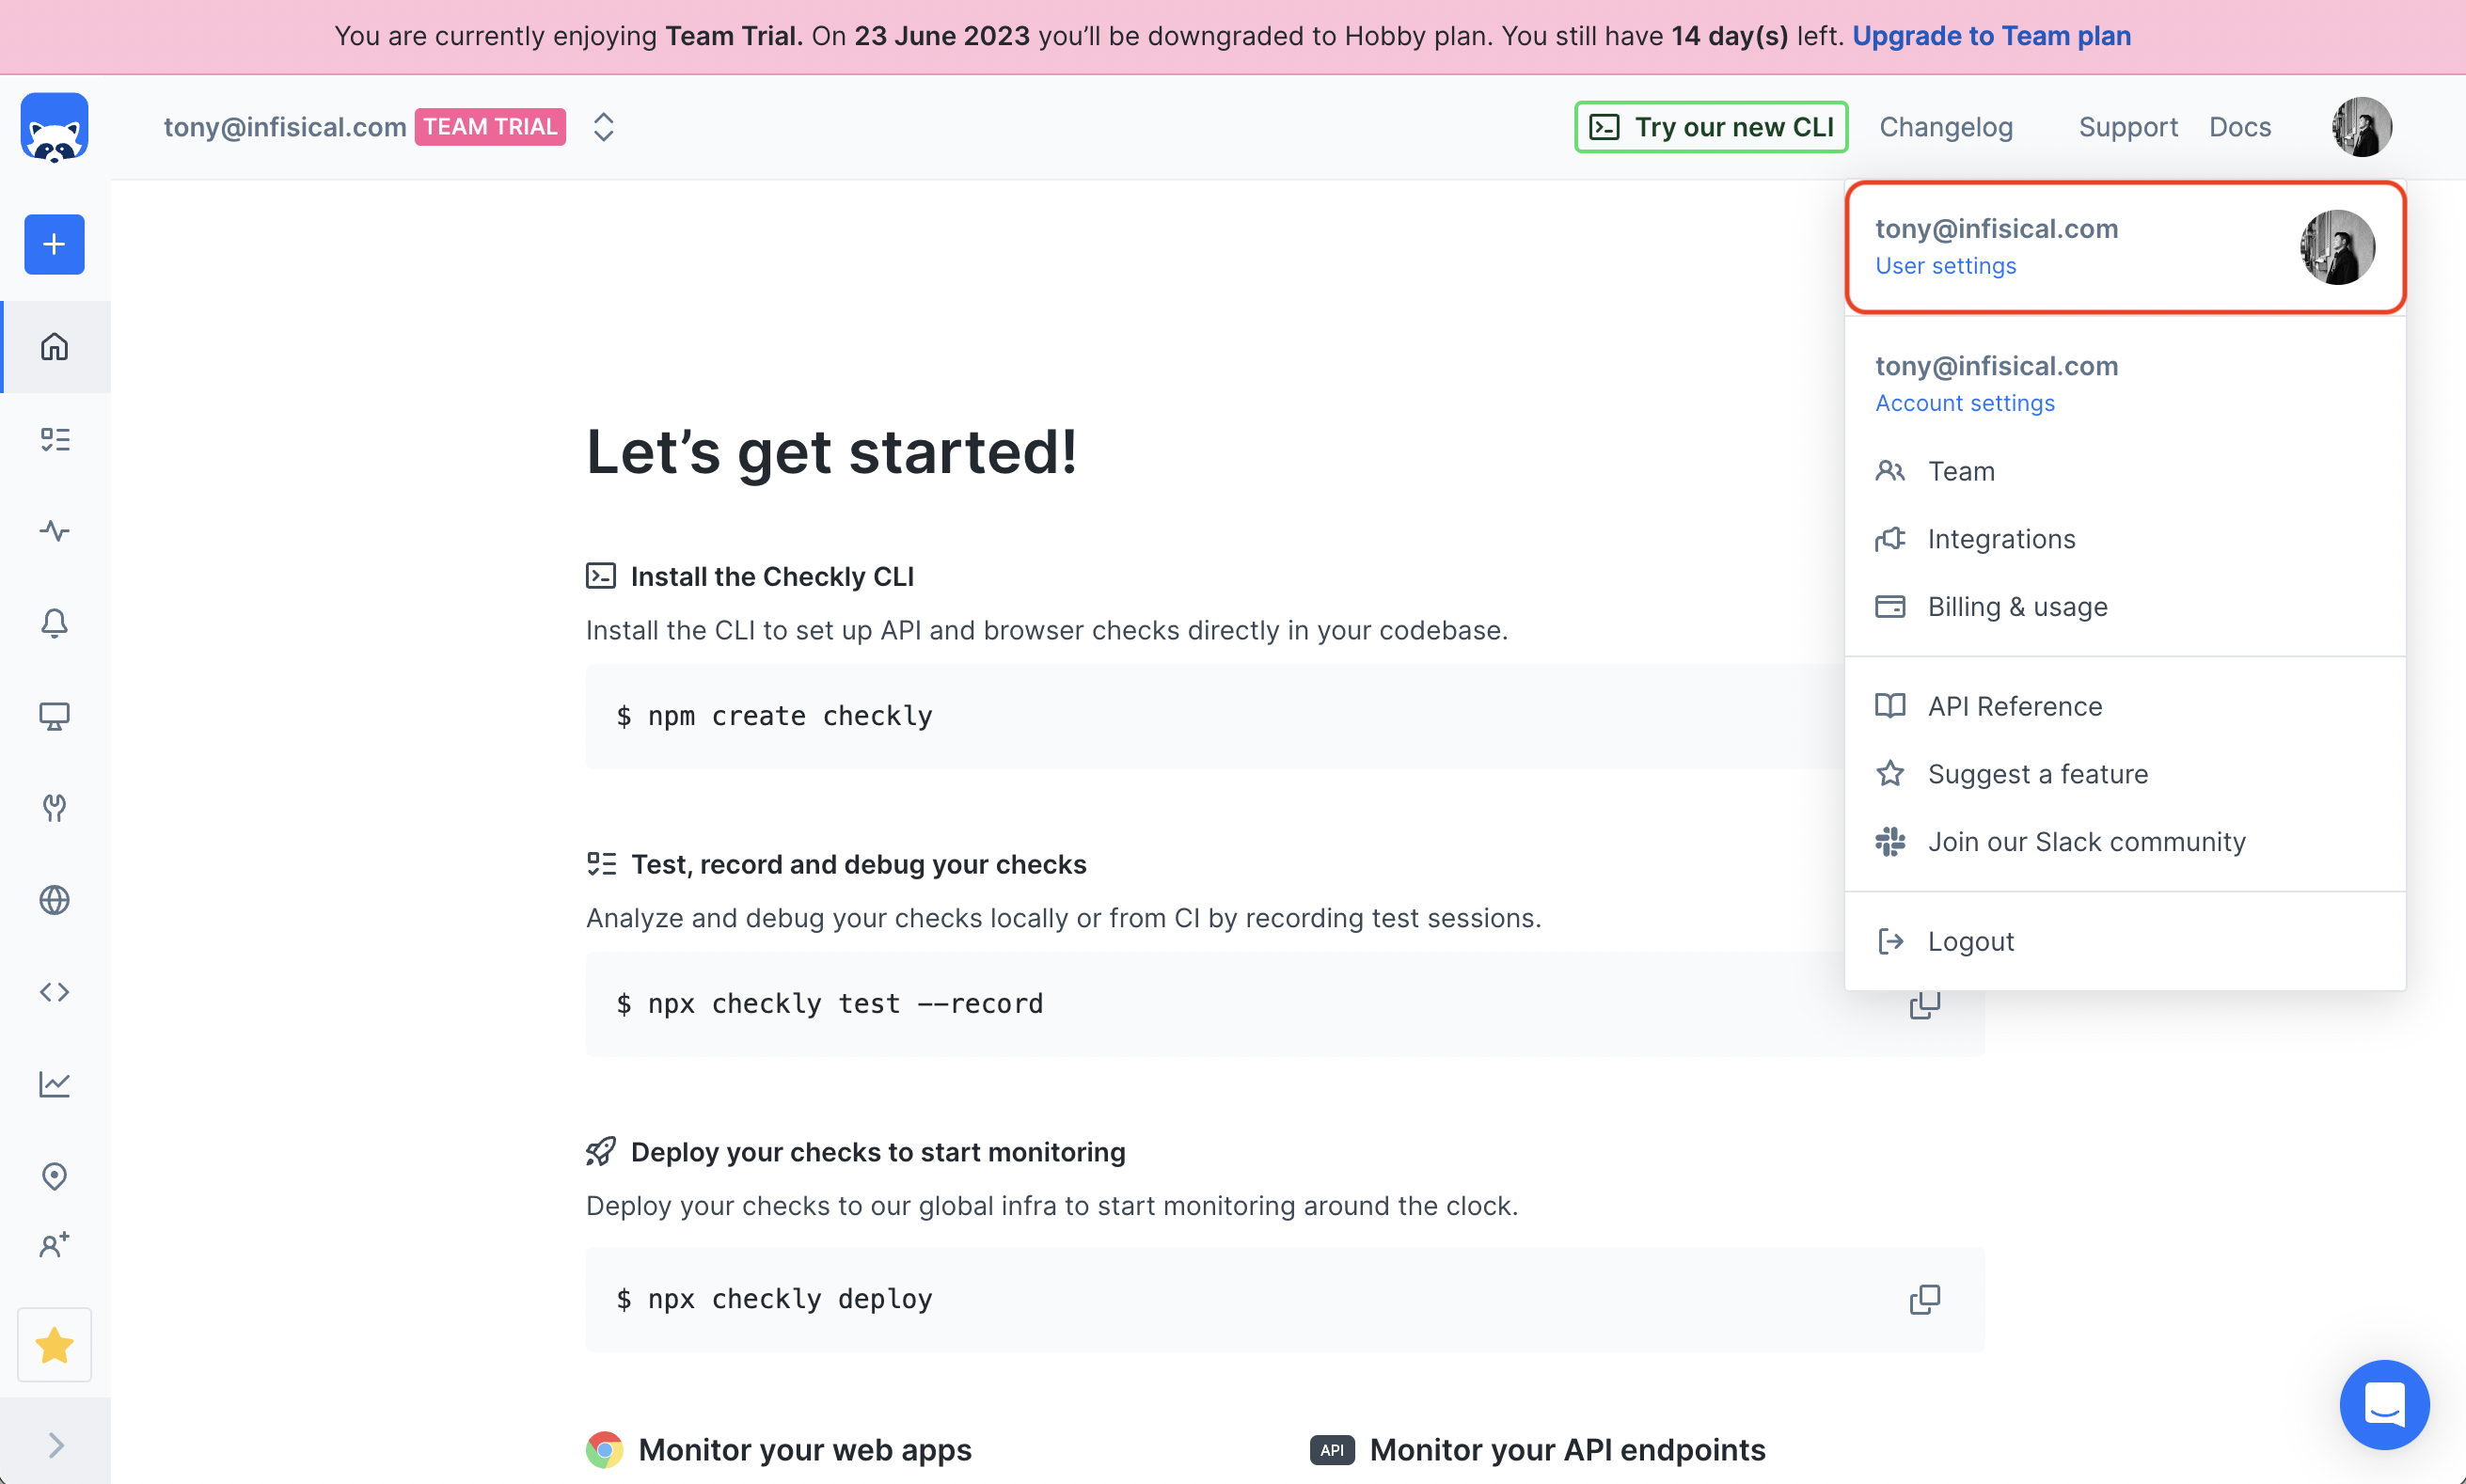 You are currently enjoying Team Trial. On 23 June 2023 you’ll be downgraded to Hobby plan. You still have 14 day(s) left. Upgrade to Team plan
tony@infisical.com TEAM TRIAL
Try our new CLI Changelog Support Docs
tony@infisical.com
User settings
tony@infisical.com
Account settings
Team
Integrations
Billing & usage
API Reference
Suggest a feature
Join our Slack community
Logout
Let’s get started!
Install the Checkly CLI
Install the CLI to set up API and browser checks directly in your codebase.
$ npm create checkly
Test, record and debug your checks
Analyze and debug your checks locally or from CI by recording test sessions.
$ npx checkly test --record
Deploy your checks to start monitoring
Deploy your checks to our global infra to start monitoring around the clock.
$ npx checkly deploy
Monitor your web apps
API Monitor your API endpoints